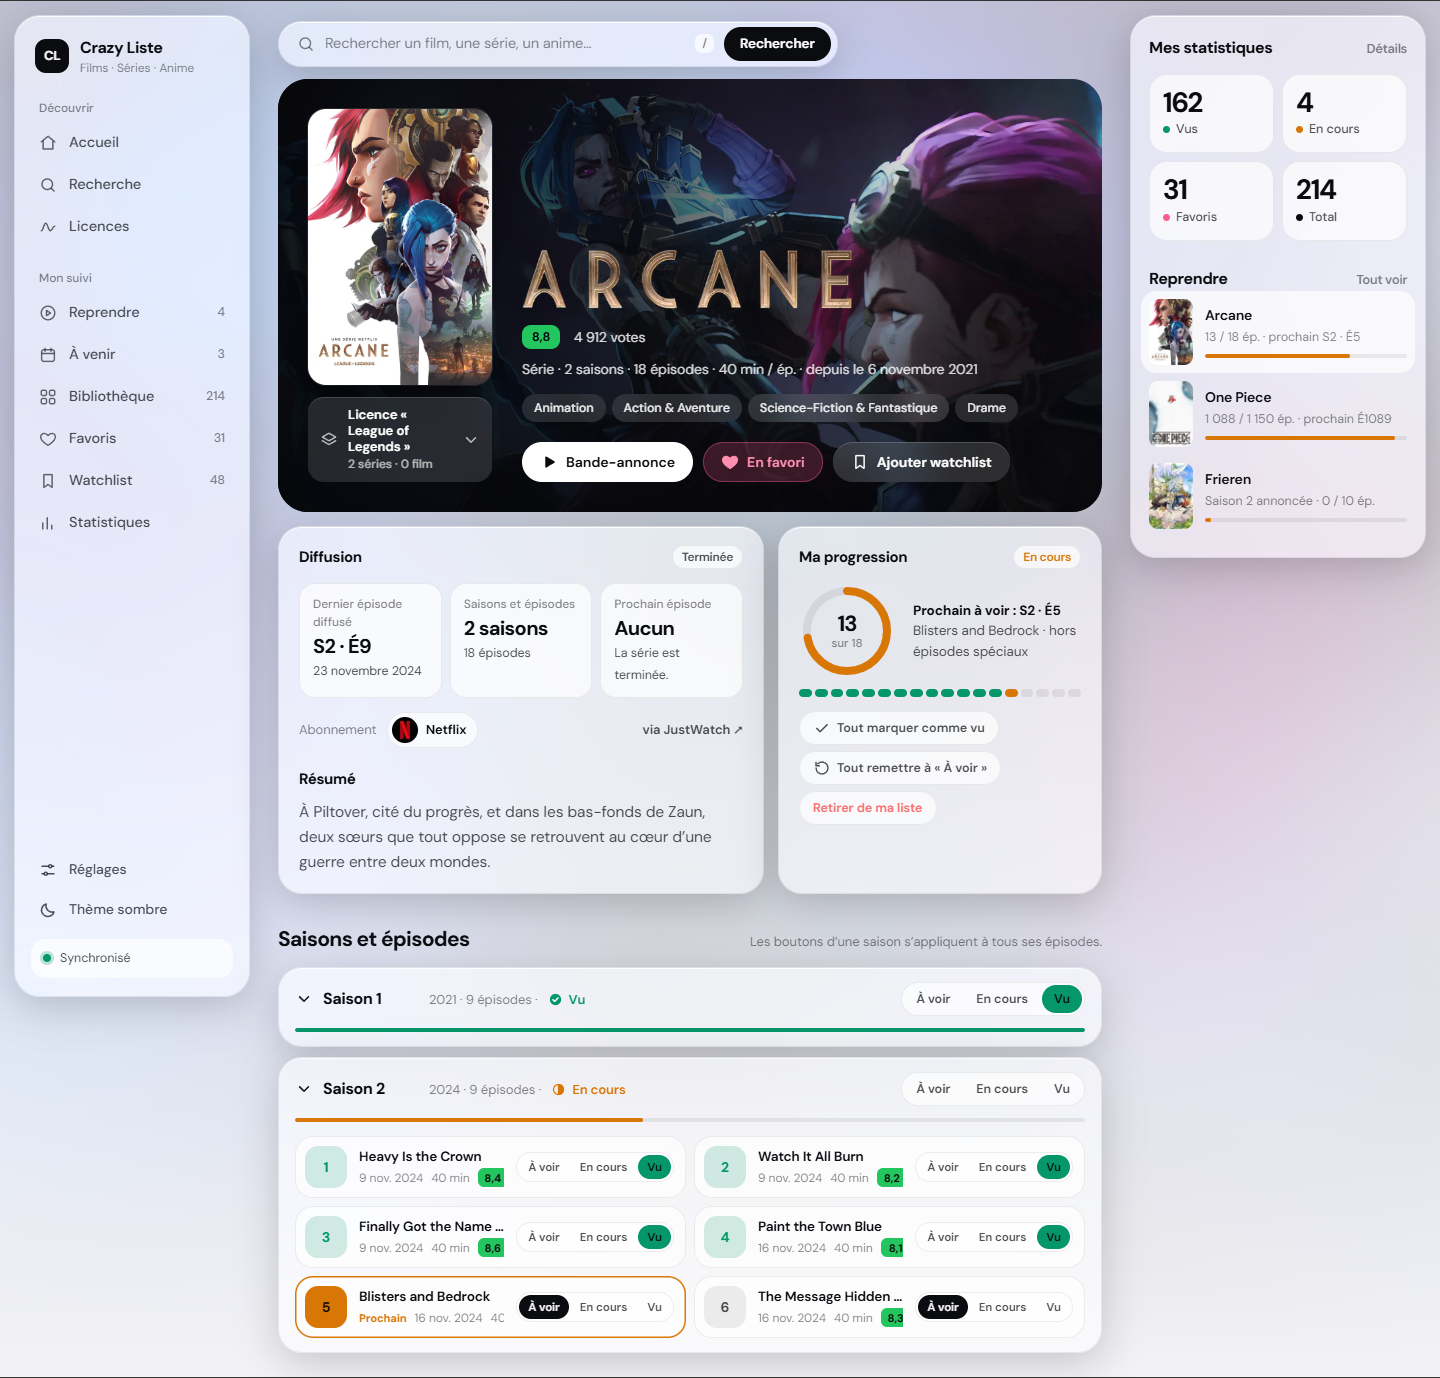 CL
Crazy Liste
Films · Séries · Anime
Découvrir
Accueil
Recherche
Licences
Mon suivi
Reprendre 4
À venir 3
Bibliothèque 214
Favoris 31
Watchlist 48
Statistiques
Réglages
Thème sombre
Synchronisé
Rechercher un film, une série, un anime… / Rechercher
UNE SÉRIE NETFLIX
ARCANE
LEAGUE OF LEGENDS
Licence «
League of
Legends »
2 séries · 0 film
ARCANE
8,8 4 912 votes
Série · 2 saisons · 18 épisodes · 40 min / ép. · depuis le 6 novembre 2021
Animation Action & Aventure Science-Fiction & Fantastique Drame
Bande-annonce En favori Ajouter watchlist
Diffusion Terminée
Dernier épisode
diffusé
S2 · É9
23 novembre 2024
Saisons et épisodes
2 saisons
18 épisodes
Prochain épisode
Aucun
La série est
terminée.
Abonnement N Netflix via JustWatch ↗
Résumé
À Piltover, cité du progrès, et dans les bas-fonds de Zaun,
deux sœurs que tout oppose se retrouvent au cœur d’une
guerre entre deux mondes.
Ma progression En cours
13
sur 18
Prochain à voir : S2 · É5
Blisters and Bedrock · hors
épisodes spéciaux
Tout marquer comme vu
Tout remettre à « À voir »
Retirer de ma liste
Saisons et épisodes Les boutons d’une saison s’appliquent à tous ses épisodes.
Saison 1 2021 · 9 épisodes · Vu À voir En cours Vu
Saison 2 2024 · 9 épisodes · En cours À voir En cours Vu
1 Heavy Is the Crown À voir En cours Vu
9 nov. 2024 40 min 8,4
2 Watch It All Burn À voir En cours Vu
9 nov. 2024 40 min 8,2
3 Finally Got the Name … À voir En cours Vu
9 nov. 2024 40 min 8,6
4 Paint the Town Blue À voir En cours Vu
16 nov. 2024 40 min 8,1
5 Blisters and Bedrock À voir En cours Vu
Prochain 16 nov. 2024 40
6 The Message Hidden … À voir En cours Vu
16 nov. 2024 40 min 8,3
Mes statistiques Détails
162
Vus
4
En cours
31
Favoris
214
Total
Reprendre Tout voir
ARCANE
Arcane
13 / 18 ép. · prochain S2 · É5
ONE PIECE
One Piece
1 088 / 1 150 ép. · prochain É1089
Frieren
Saison 2 annoncée · 0 / 10 ép.